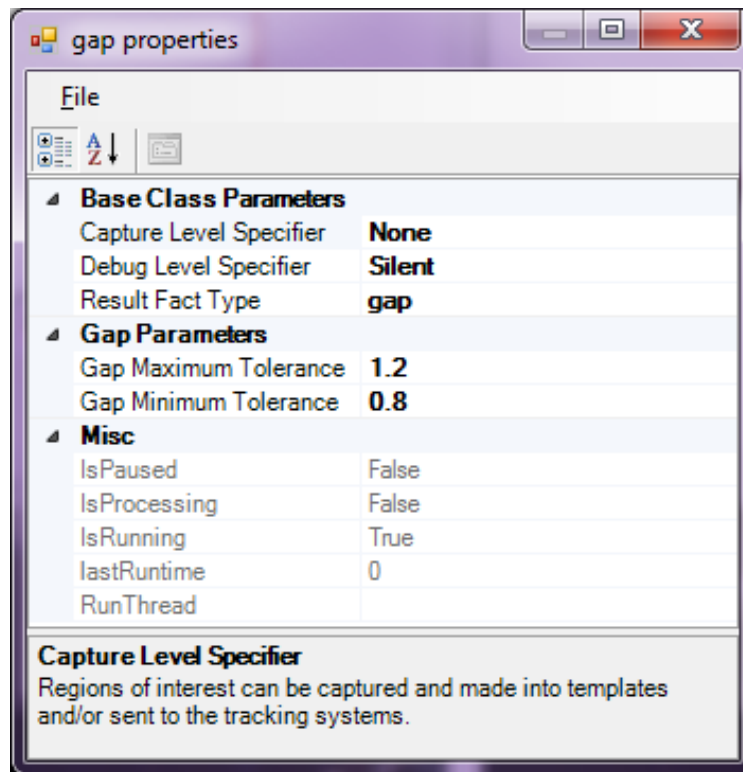 gap properties
File
Base Class Parameters
Capture Level Specifier None
Debug Level Specifier Silent
Result Fact Type gap
Gap Parameters
Gap Maximum Tolerance 1.2
Gap Minimum Tolerance 0.8
Misc
IsPaused False
IsProcessing False
IsRunning True
lastRuntime 0
RunThread
Capture Level Specifier
Regions of interest can be captured and made into templates
and/or sent to the tracking systems.